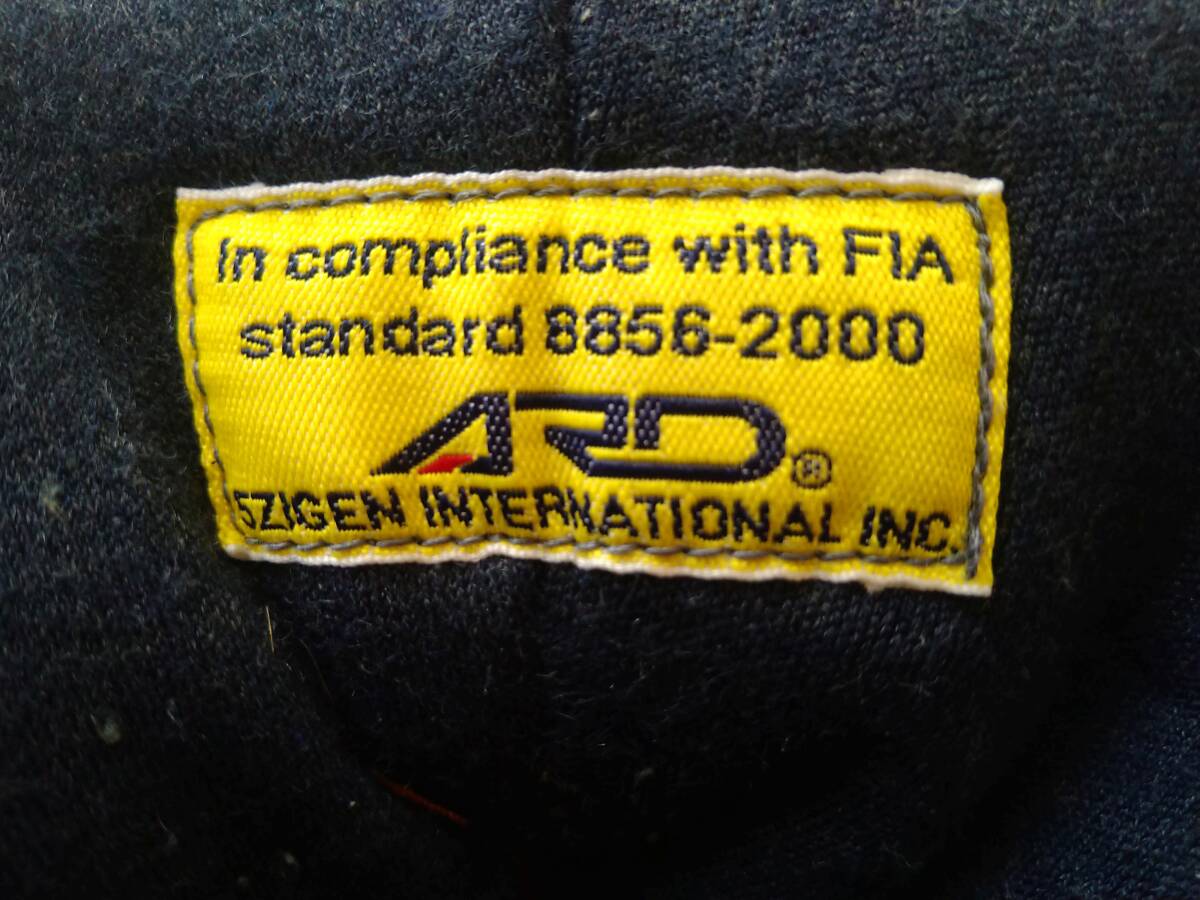 In compliance with FIA
standard 8856-2000
ARD®
5ZIGEN INTERNATIONAL INC.